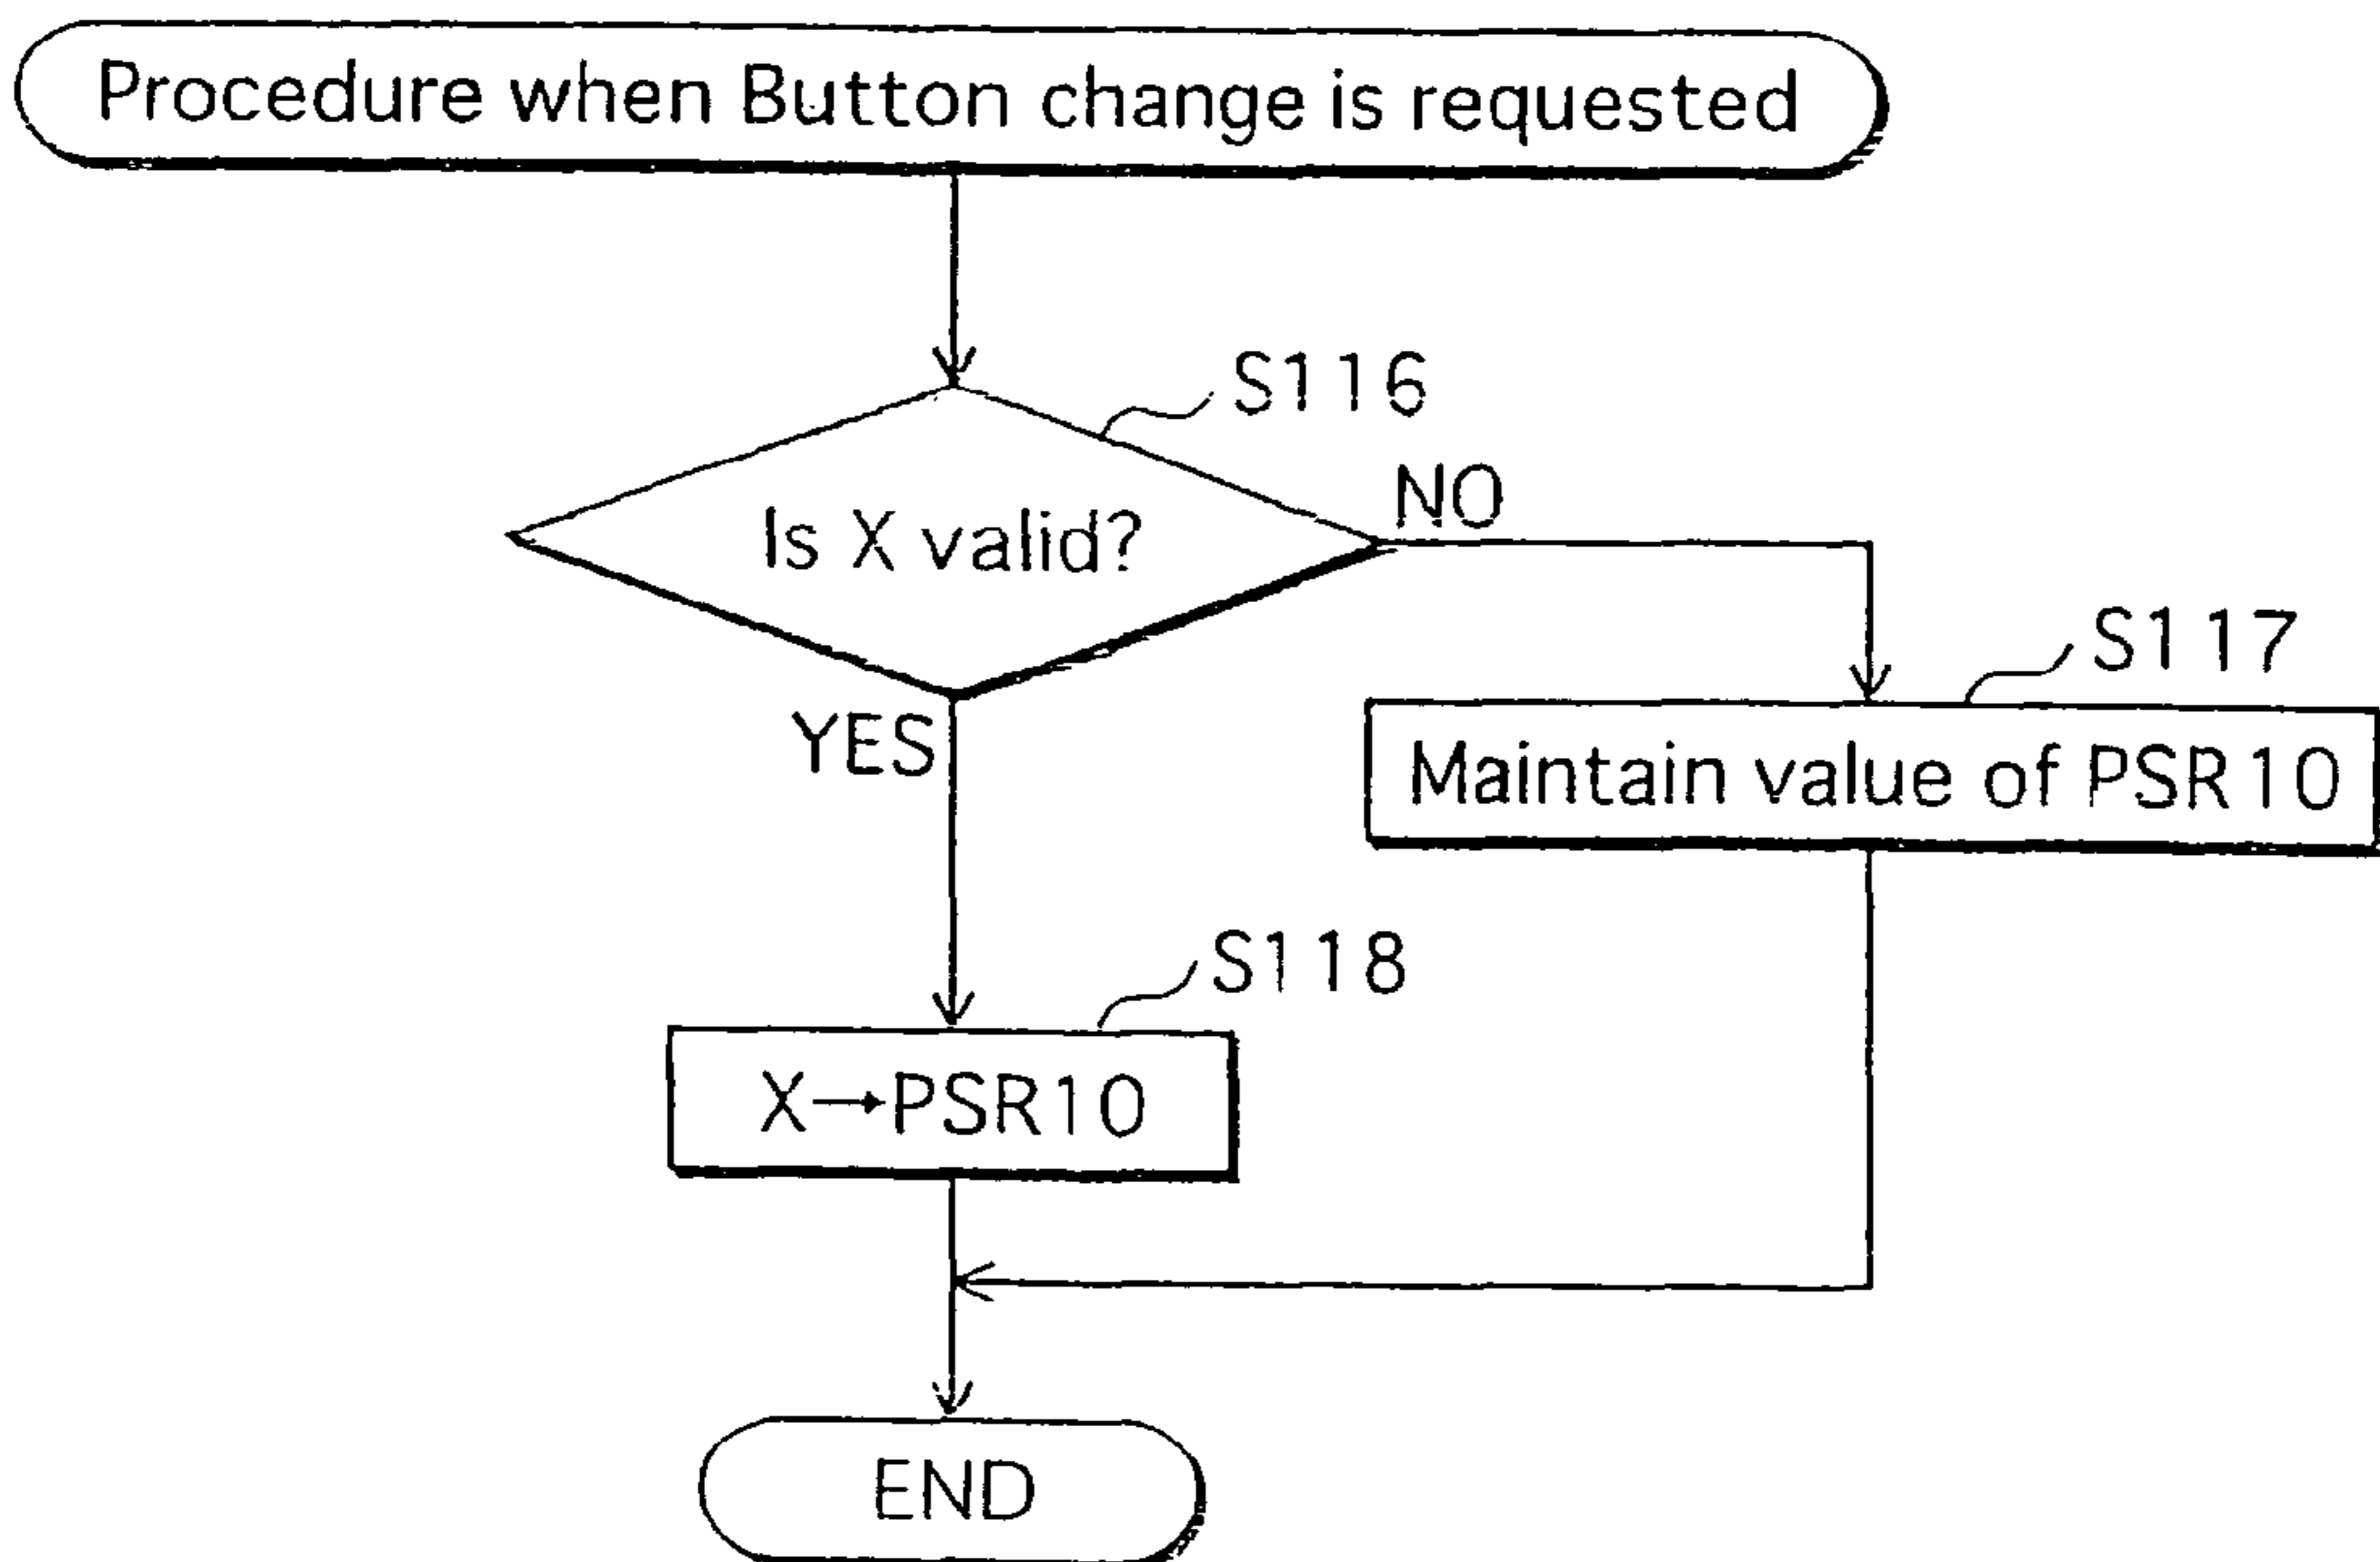 Procedure when Button change is requested
S116
Is X valid?
NO
YES
S117
Maintain value of PSR10
S118
X→PSR10
END